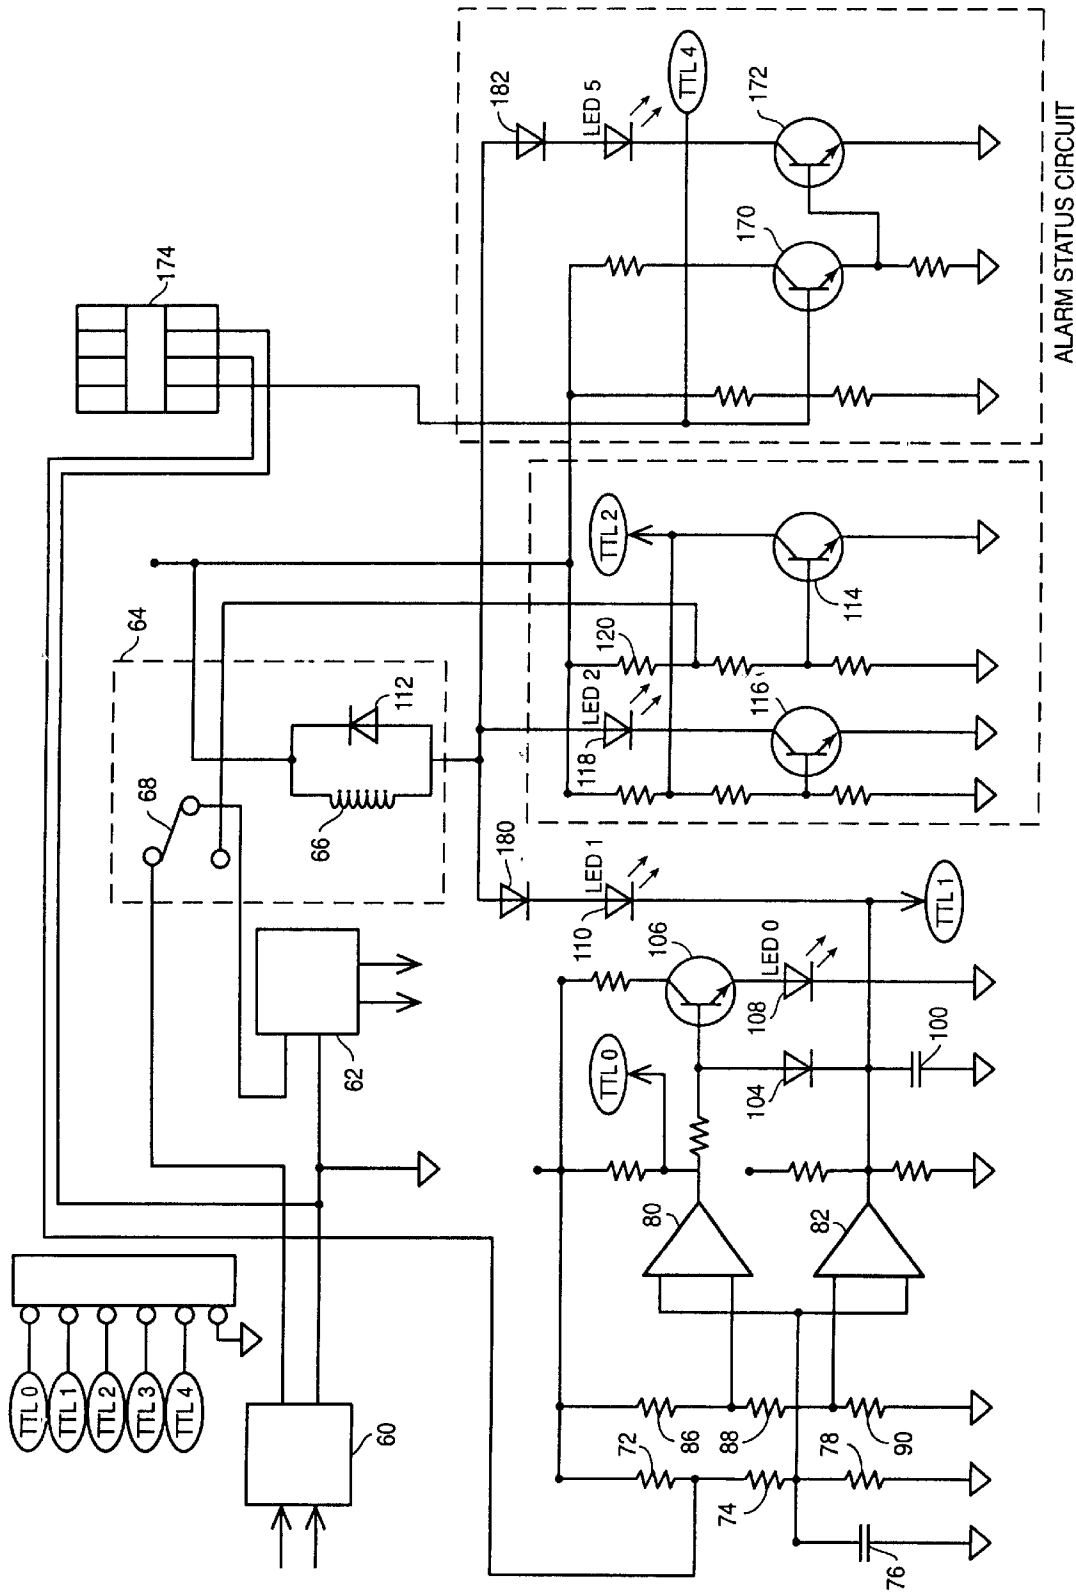 TTL 0
TTL 1
TTL 2
TTL 3
TTL 4
60
62
64
66
68
112
174
182
LED 5
TTL 4
170
172
ALARM STATUS CIRCUIT
TTL 2
120
LED 2
118
116
114
180
LED 1
110
TTL 1
106
LED 0
108
TTL 0
104
100
80
82
86
88
90
72
74
78
76